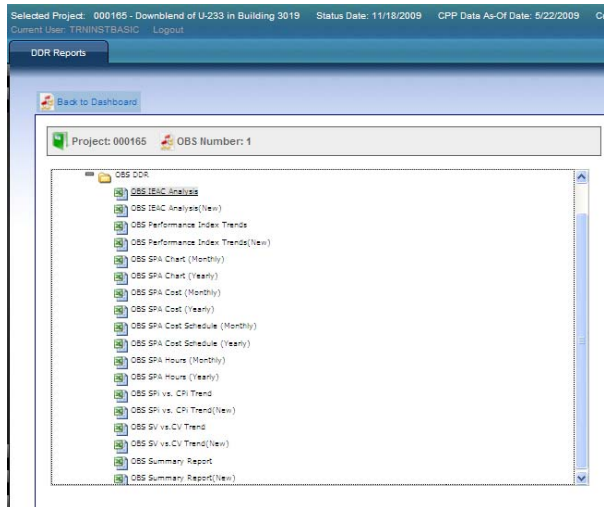 Selected Project: 000165 - Downblend of U-233 in Building 3019 Status Date: 11/18/2009 CPP Data As-Of Date: 5/22/2009
Current User: TRNINSTBASIC Logout
DDR Reports
Back to Dashboard
Project: 000165 OBS Number: 1
OBS DDR
OBS IEAC Analysis
OBS IEAC Analysis(New)
OBS Performance Index Trends
OBS Performance Index Trends(New)
OBS SPA Chart (Monthly)
OBS SPA Chart (Yearly)
OBS SPA Cost (Monthly)
OBS SPA Cost (Yearly)
OBS SPA Cost Schedule (Monthly)
OBS SPA Cost Schedule (Yearly)
OBS SPA Hours (Monthly)
OBS SPA Hours (Yearly)
OBS SPi vs. CPi Trend
OBS SPi vs. CPi Trend(New)
OBS SV vs.CV Trend
OBS SV vs.CV Trend(New)
OBS Summary Report
OBS Summary Report(New)